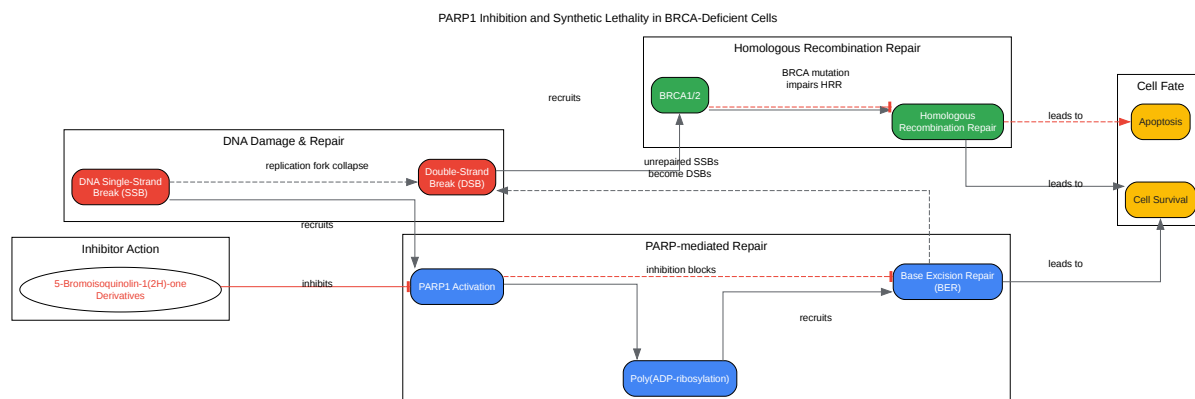 PARP1 Inhibition and Synthetic Lethality in BRCA-Deficient Cells
Homologous Recombination Repair
BRCA mutation
impairs HRR
BRCA1/2
recruits
Homologous
Recombination Repair
leads to
Cell Fate
Apoptosis
DNA Damage & Repair
replication fork collapse
DNA Single-Strand
Break (SSB)
Double-Strand
Break (DSB)
unrepaired SSBs
become DSBs
leads to
Cell Survival
recruits
Inhibitor Action
5-Bromoisoquinolin-1(2H)-one
Derivatives
inhibits
PARP-mediated Repair
PARP1 Activation
inhibition blocks
Base Excision Repair
(BER)
leads to
recruits
Poly(ADP-ribosylation)